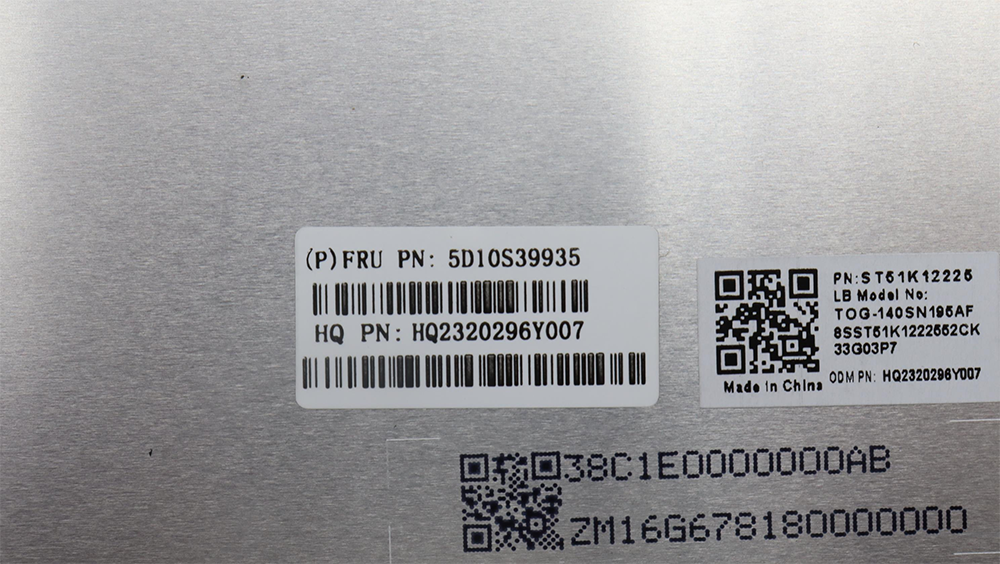 (P)FRU PN: 5D10S39935
HQ PN: HQ2320296Y007
PN:ST51K12225
LB Model No:
TOG-140SN195AF
8SST51K1222552CK
33G03P7
Made in China
ODM PN: HQ2320296Y007
38C1E0000000AB
ZM16G678180000000